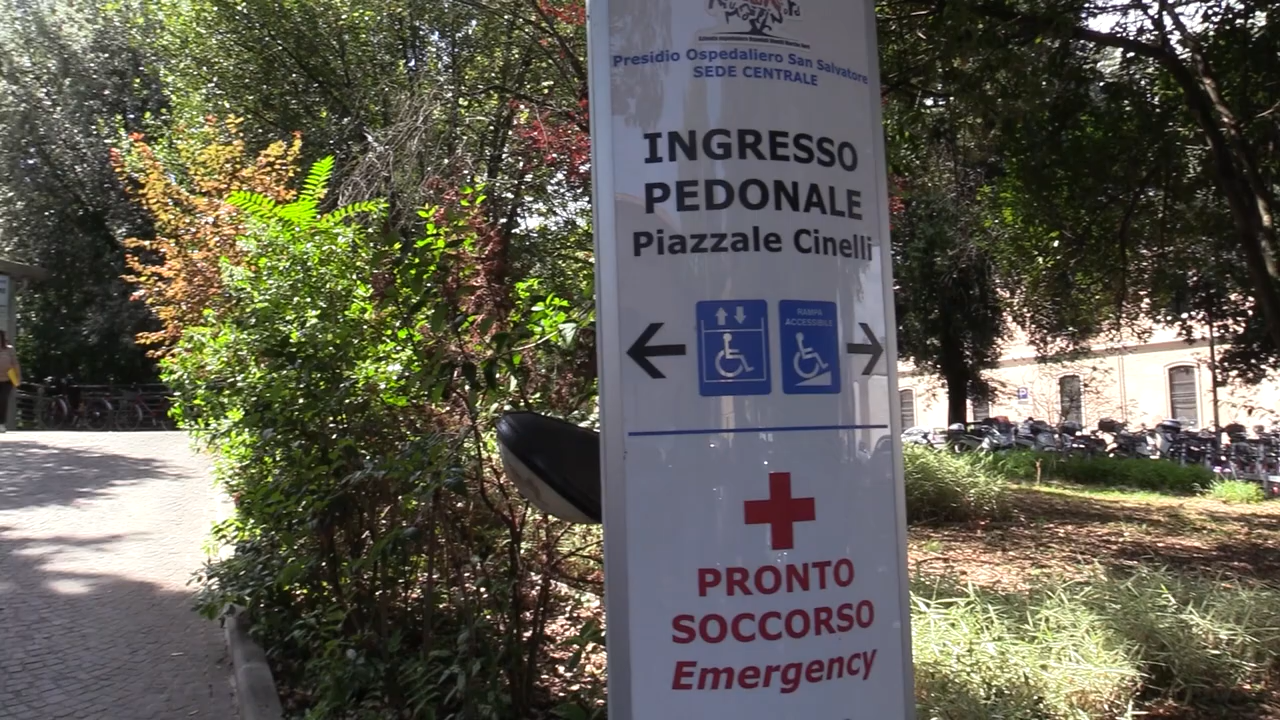 Presidio Ospedaliero San Salvatore
SEDE CENTRALE
INGRESSO
PEDONALE
Piazzale Cinelli
RAMPA
ACCESSIBILE
PRONTO
SOCCORSO
Emergency